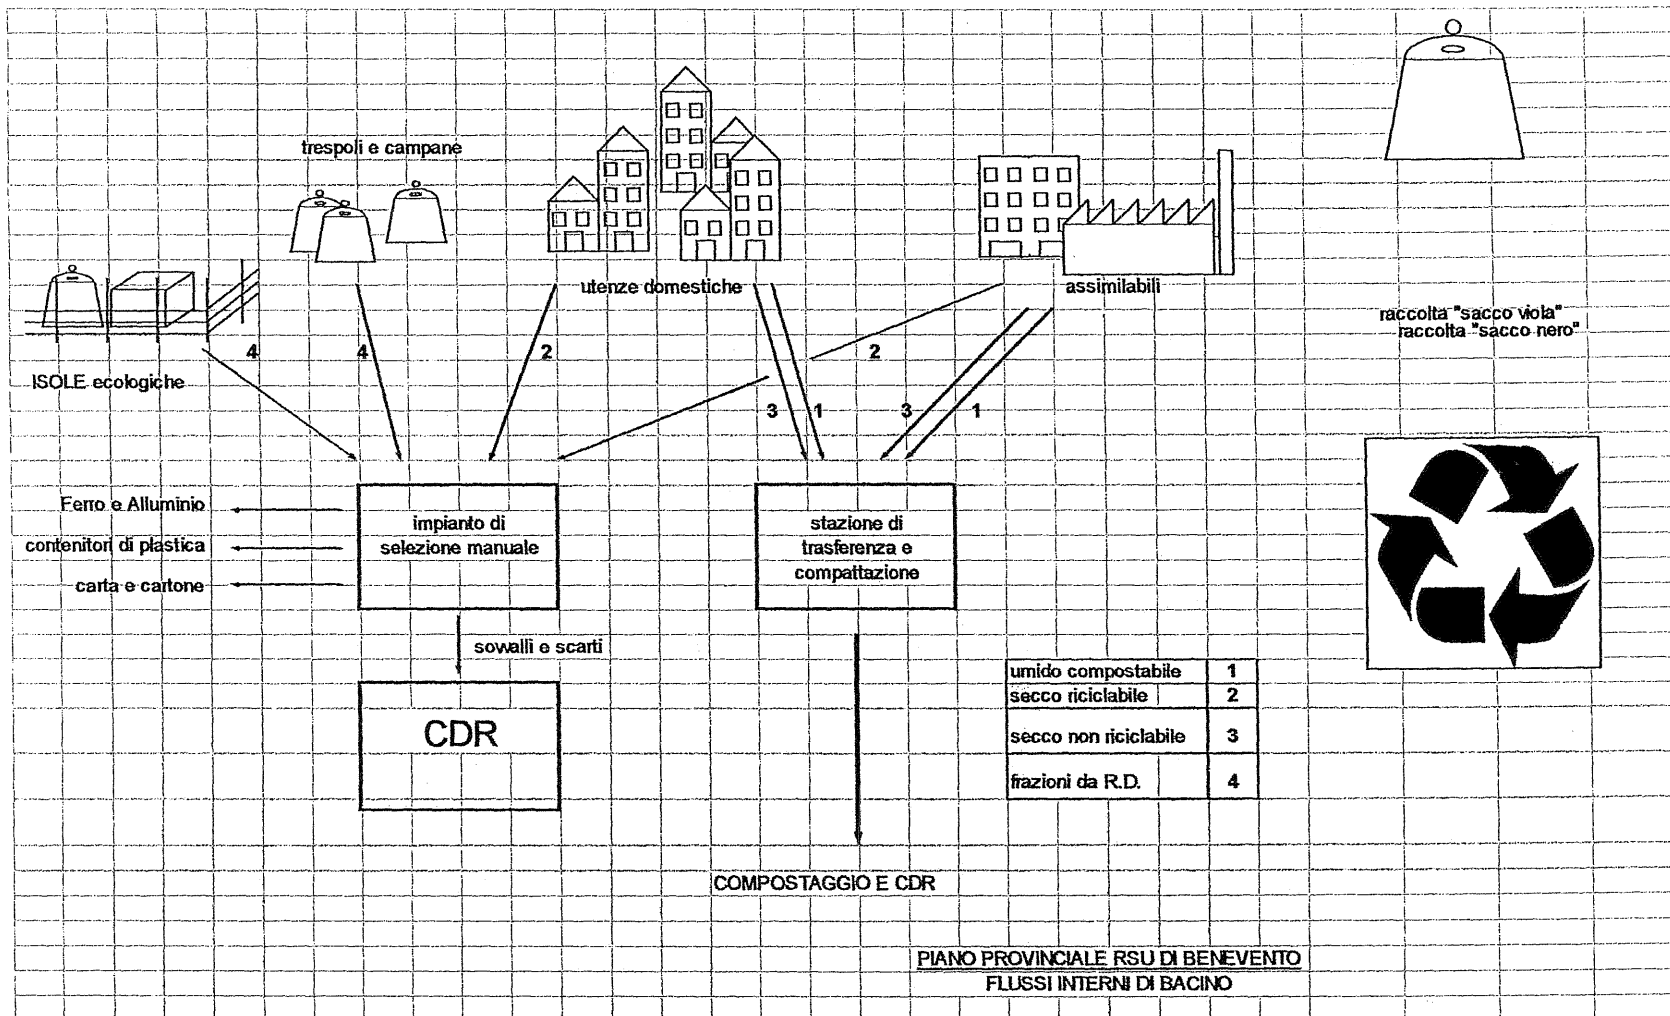 trespoli e campane
utenze domestiche
assimilabili
raccolta "sacco viola"
raccolta "sacco nero"
4
4
2
2
ISOLE ecologiche
3
1
3
1
Ferro e Alluminio
contenitori di plastica
carta e cartone
impianto di
selezione manuale
stazione di
trasferenza e
compattazione
sowalli e scarti
CDR
umido compostabile 1
secco riciclabile 2
secco non riciclabile 3
frazioni da R.D. 4
COMPOSTAGGIO E CDR
PIANO PROVINCIALE RSU DI BENEVENTO
FLUSSI INTERNI DI BACINO